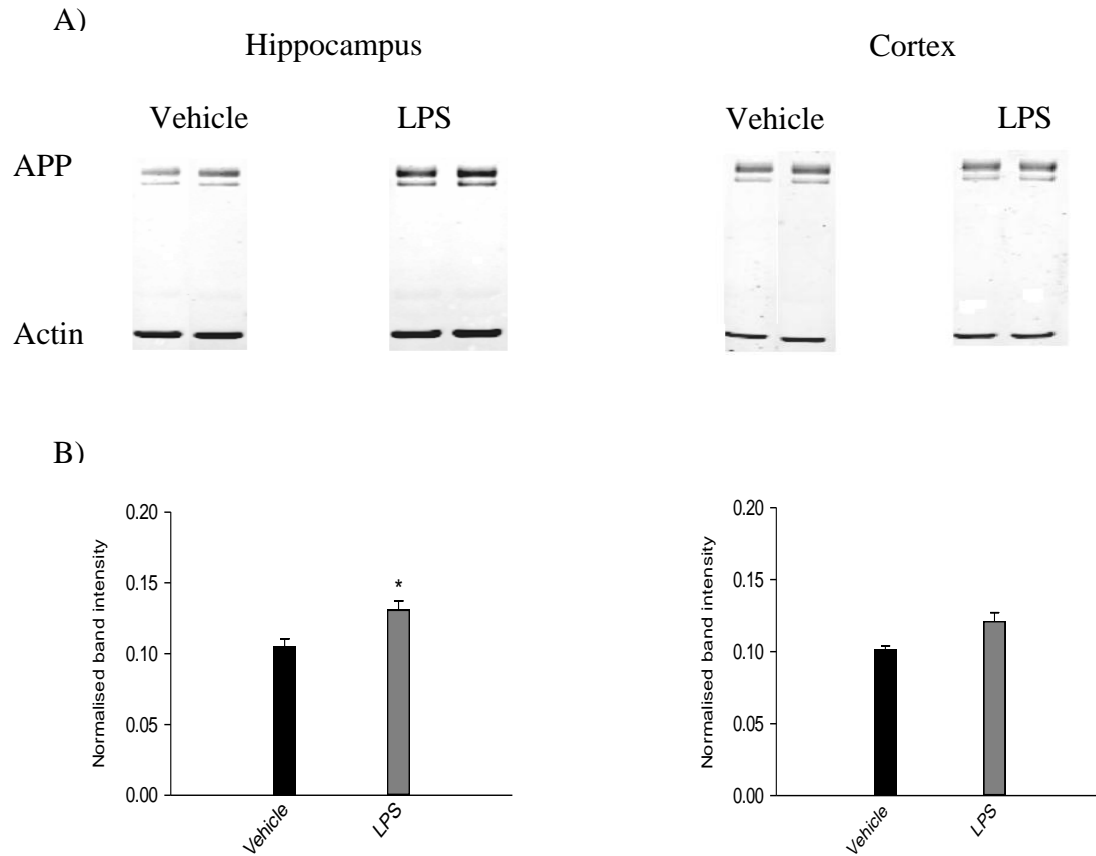 A)
Hippocampus Cortex
Vehicle LPS Vehicle LPS
APP
Actin
B)
0.20
0.15
0.10
0.05
0.00
Normalised band intensity
*
Vehicle
LPS
0.20
0.15
0.10
0.05
0.00
Normalised band intensity
Vehicle
LPS